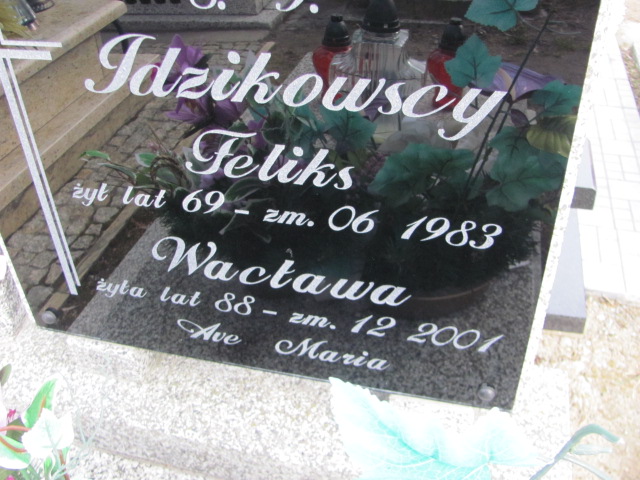 Ś. P.
Idzikowscy
Feliks
żył lat 69 - zm. 06 1983
Wacława
żyła lat 88 - zm. 12 2001
Ave Maria